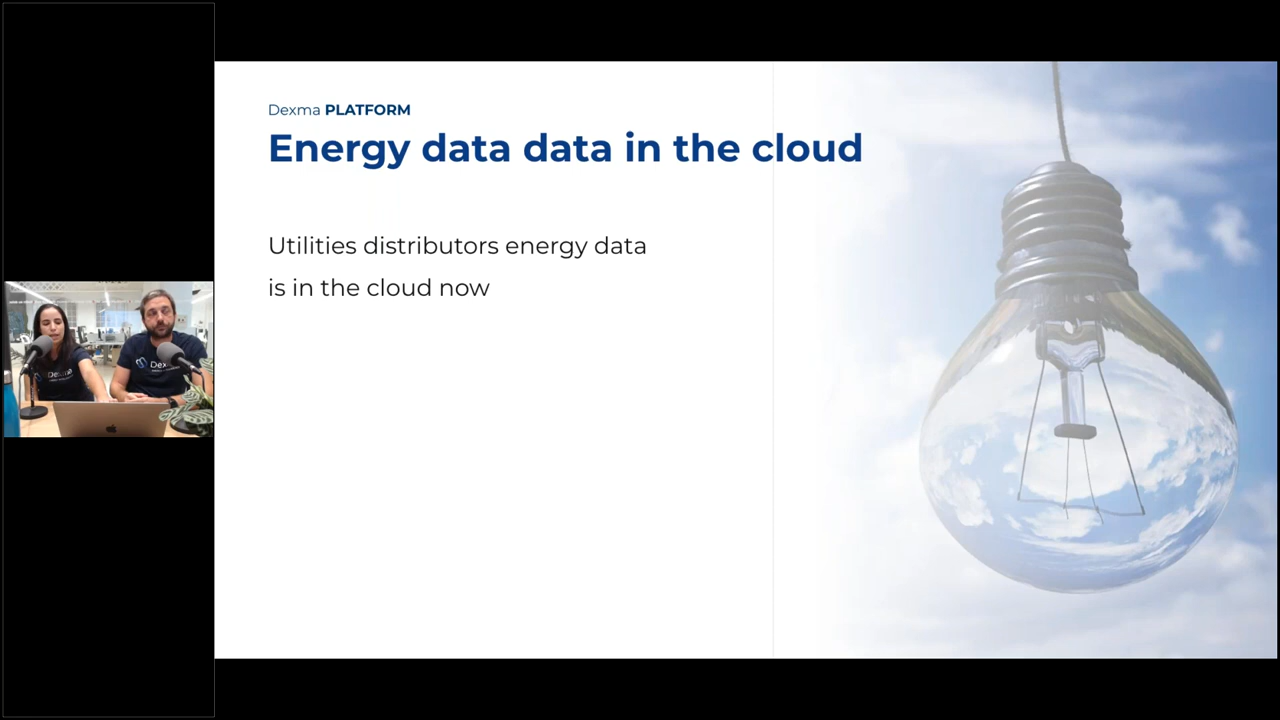 Dexma PLATFORM
Energy data data in the cloud
Utilities distributors energy data
is in the cloud now